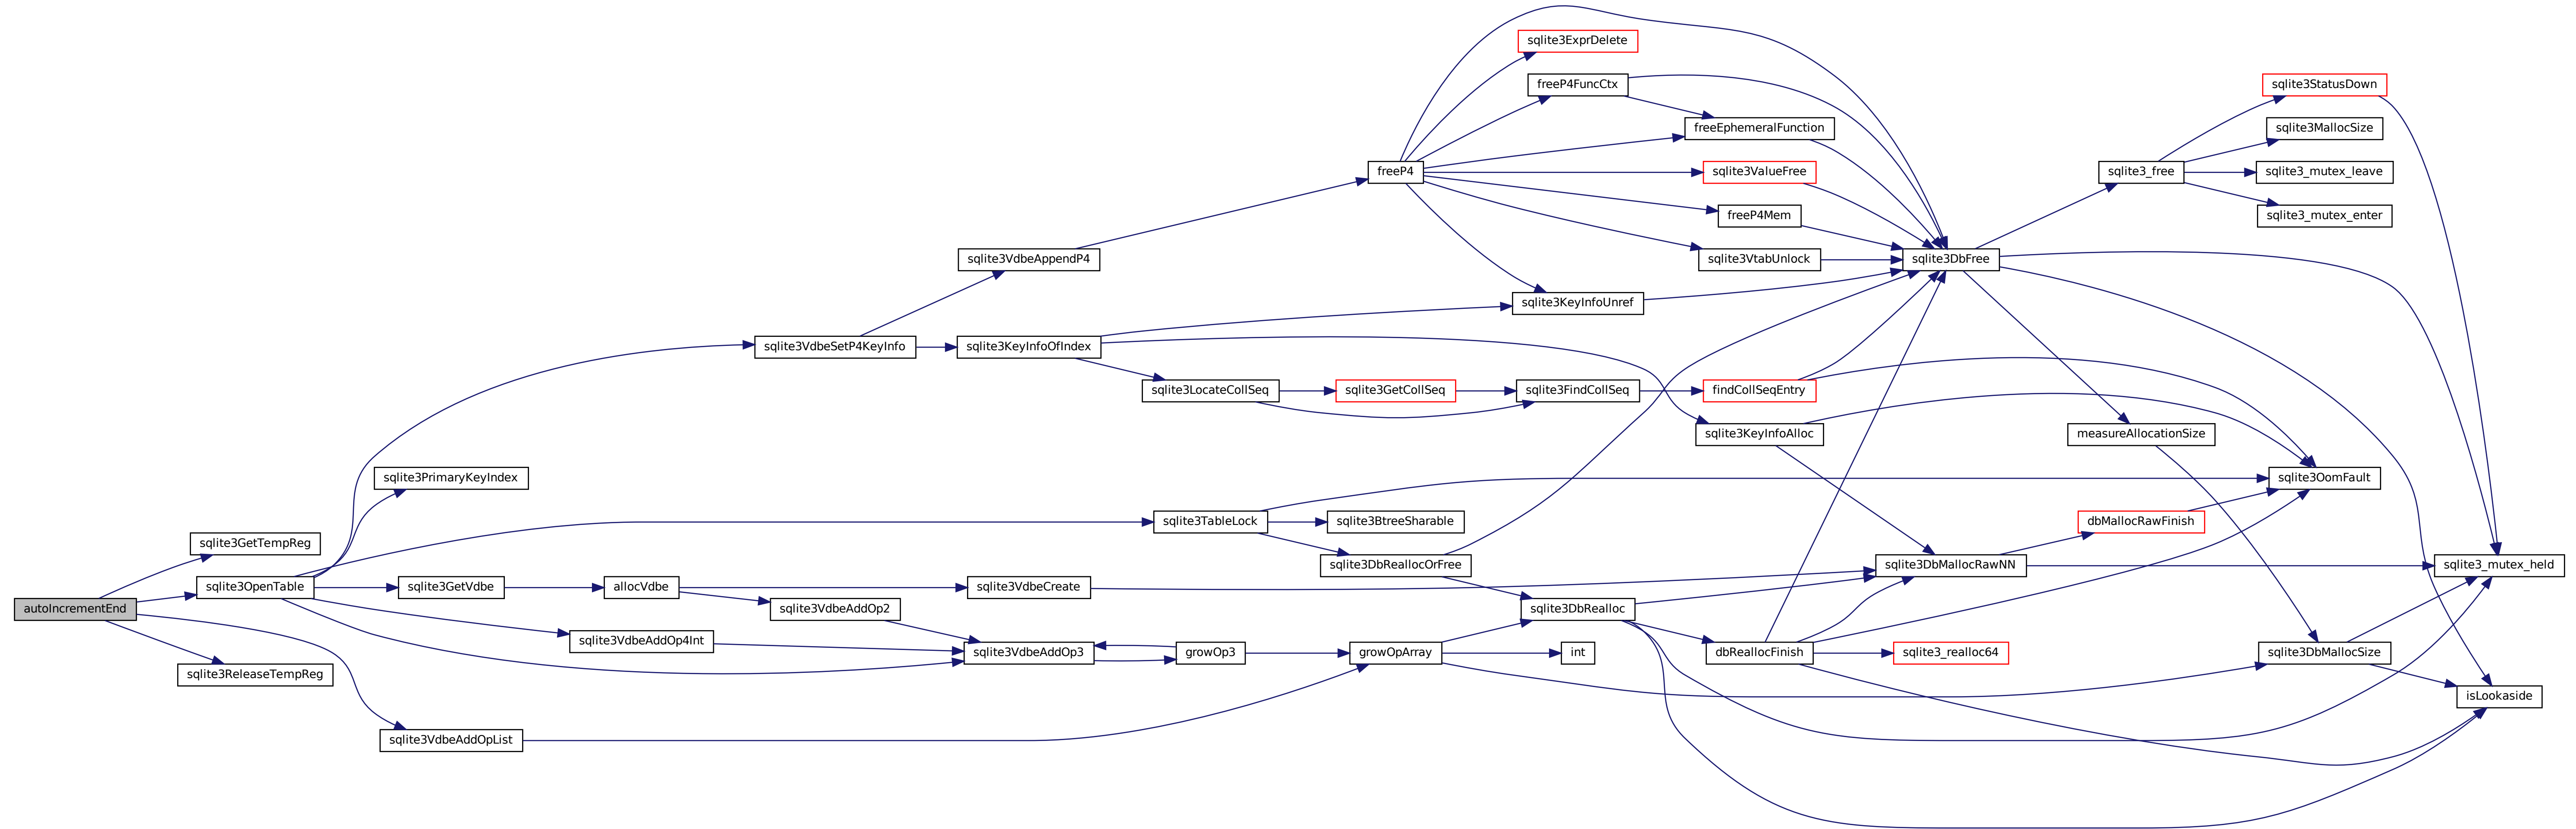 autoIncrementEnd
sqlite3GetTempReg
sqlite3OpenTable
sqlite3ReleaseTempReg
sqlite3VdbeAddOpList
sqlite3PrimaryKeyIndex
sqlite3GetVdbe
sqlite3VdbeAddOp4Int
allocVdbe
sqlite3VdbeSetP4KeyInfo
sqlite3VdbeAddOp2
sqlite3VdbeAppendP4
sqlite3KeyInfoOfIndex
sqlite3VdbeCreate
sqlite3VdbeAddOp3
sqlite3LocateCollSeq
sqlite3TableLock
growOp3
freeP4
sqlite3GetCollSeq
sqlite3BtreeSharable
sqlite3DbReallocOrFree
growOpArray
sqlite3ExprDelete
freeP4FuncCtx
sqlite3KeyInfoUnref
sqlite3FindCollSeq
sqlite3DbRealloc
int
freeEphemeralFunction
sqlite3ValueFree
freeP4Mem
sqlite3VtabUnlock
findCollSeqEntry
sqlite3KeyInfoAlloc
dbReallocFinish
sqlite3DbFree
sqlite3DbMallocRawNN
sqlite3_realloc64
sqlite3_free
measureAllocationSize
dbMallocRawFinish
sqlite3StatusDown
sqlite3MallocSize
sqlite3_mutex_leave
sqlite3_mutex_enter
sqlite3OomFault
sqlite3DbMallocSize
sqlite3_mutex_held
isLookaside